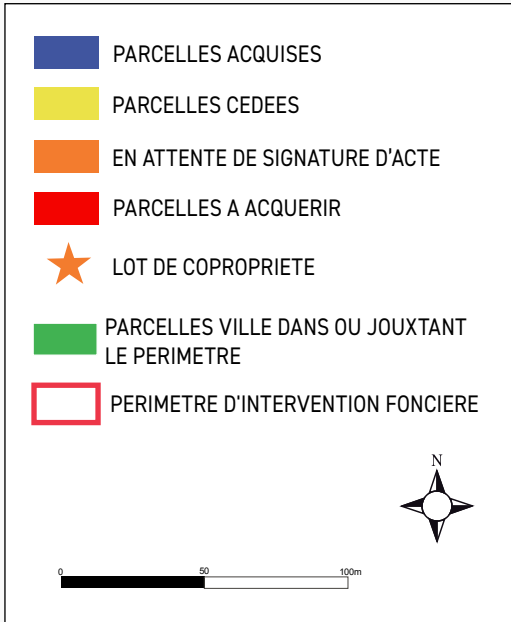 PARCELLES ACQUISES
PARCELLES CEDEES
EN ATTENTE DE SIGNATURE D'ACTE
PARCELLES A ACQUERIR
LOT DE COPROPRIETE
PARCELLES VILLE DANS OU JOUXTANT
LE PERIMETRE
PERIMETRE D'INTERVENTION FONCIERE
N
0 50 100m